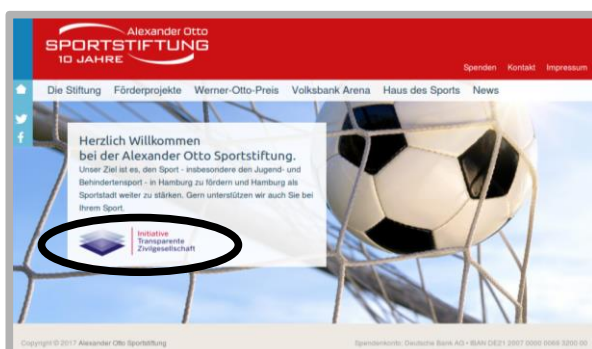 Alexander Otto
SPORTSTIFTUNG
10 JAHRE
Spenden Kontakt Impressum
Die Stiftung Förderprojekte Werner-Otto-Preis Volksbank Arena Haus des Sports News
Herzlich Willkommen
bei der Alexander Otto Sportstiftung.
Unser Ziel ist es, den Sport - insbesondere den Jugend- und
Behindertensport - in Hamburg zu fördern und Hamburg als
Sportstadt weiter zu stärken. Gern unterstützen wir auch Sie bei
Ihrem Sport.
Initiative
Transparente
Zivilgesellschaft
Copyright © 2017 Alexander Otto Sportstiftung
Spendenkonto: Deutsche Bank AG • IBAN DE21 2007 0000 0069 3200 00